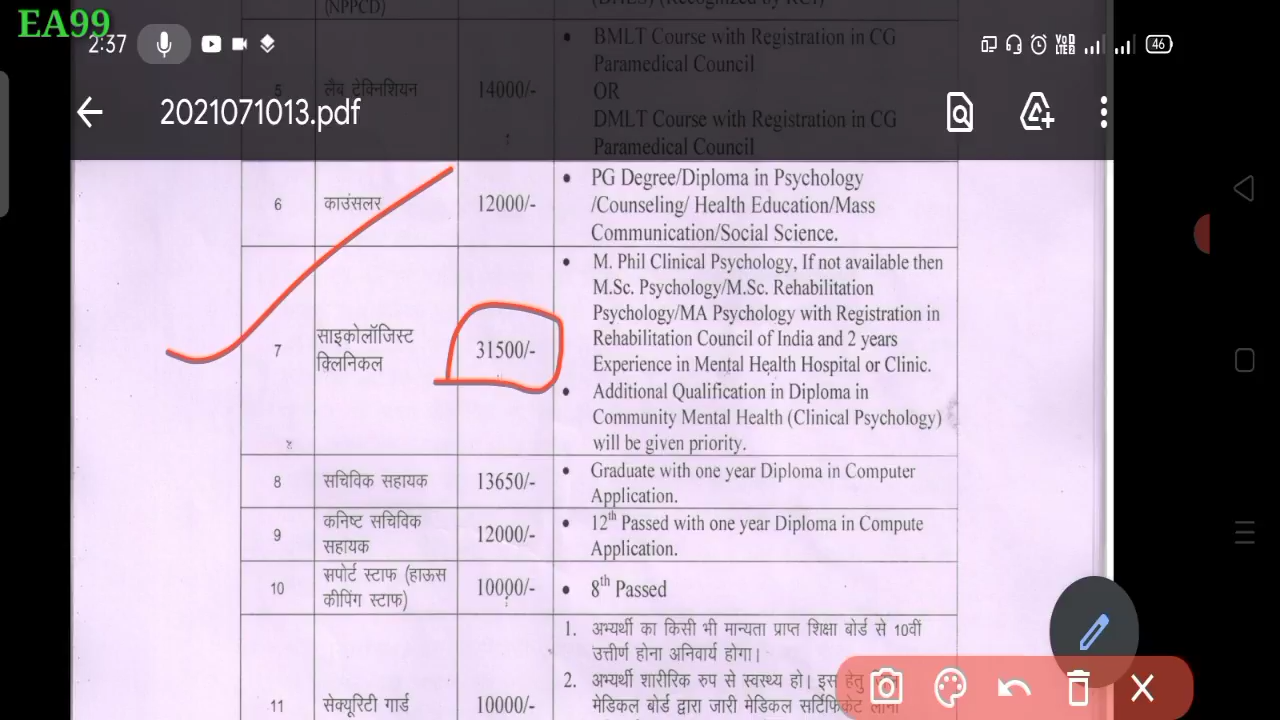 EA99
2:37
46
(NPPCD)
2021071013.pdf
5 लैब टेक्निशियन 14000/-
• BMLT Course with Registration in CG
Paramedical Council
OR
DMLT Course with Registration in CG
Paramedical Council
6 काउंसलर 12000/-
• PG Degree/Diploma in Psychology
/Counseling/ Health Education/Mass
Communication/Social Science.
7 साइकोलॉजिस्ट
क्लिनिकल
31500/-
• M. Phil Clinical Psychology, If not available then
M.Sc. Psychology/M.Sc. Rehabilitation
Psychology/MA Psychology with Registration in
Rehabilitation Council of India and 2 years
Experience in Mental Health Hospital or Clinic.
• Additional Qualification in Diploma in
Community Mental Health (Clinical Psychology)
will be given priority.
8 सचिविक सहायक 13650/-
• Graduate with one year Diploma in Computer
Application.
9 कनिष्ट सचिविक
सहायक
12000/-
• 12th Passed with one year Diploma in Compute
Application.
10 सपोर्ट स्टाफ (हाऊस
कीपिंग स्टाफ)
10000/-
• 8th Passed
11 सेक्यूरिटी गार्ड 10000/-
1. अभ्यर्थी का किसी भी मान्यता प्राप्त शिक्षा बोर्ड से 10वीं
उत्तीर्ण होना अनिवार्य होगा।
2. अभ्यर्थी शारीरिक रुप से स्वस्थ्य हो। इस हेतु
मेडिकल बोर्ड द्वारा जारी मेडिकल सर्टिफिकेट